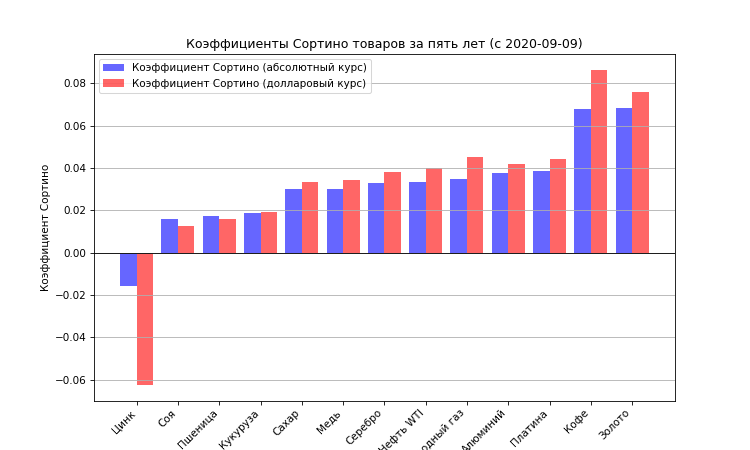 Коэффициенты Сортино товаров за пять лет (с 2020-09-09)
Коэффициент Сортино (абсолютный курс)
Коэффициент Сортино (долларовый курс)
Коэффициент Сортино
0.08
0.06
0.04
0.02
0.00
−0.02
−0.04
−0.06
Цинк
Соя
Пшеница
Кукуруза
Сахар
Медь
Серебро
Нефть WTI
одный газ
Алюминий
Платина
Кофе
Золото